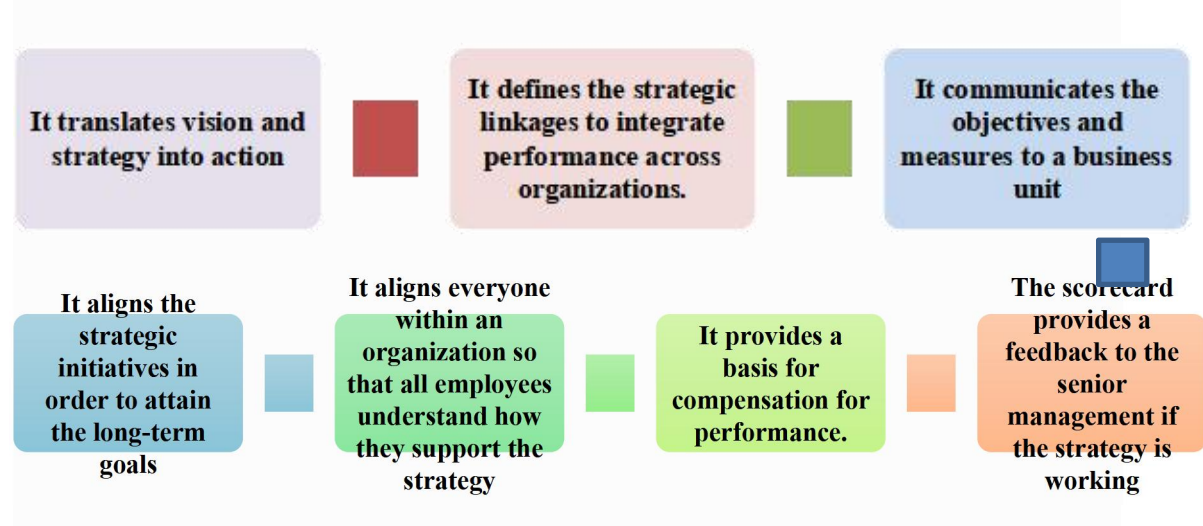 It translates vision and
strategy into action
It defines the strategic
linkages to integrate
performance across
organizations.
It communicates the
objectives and
measures to a business
unit
It aligns the
strategic
initiatives in
order to attain
the long-term
goals
It aligns everyone
within an
organization so
that all employees
understand how
they support the
strategy
It provides a
basis for
compensation for
performance.
The scorecard
provides a
feedback to the
senior
management if
the strategy is
working